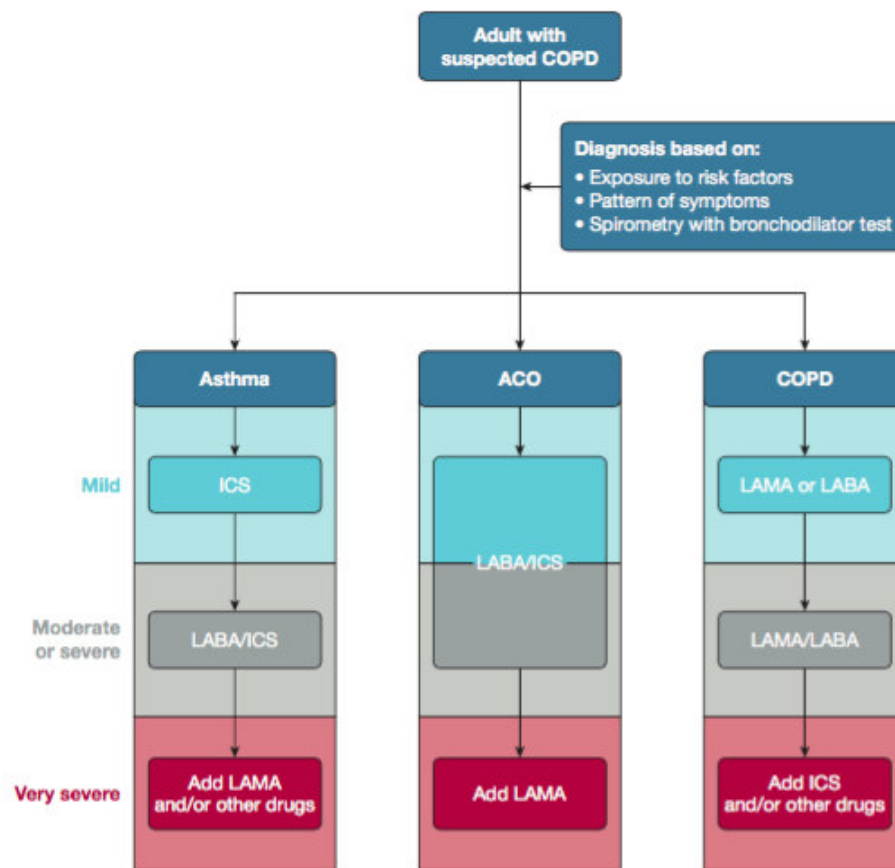 Adult with
suspected COPD
Diagnosis based on:
• Exposure to risk factors
• Pattern of symptoms
• Spirometry with bronchodilator test
Asthma
ACO
COPD
Mild
ICS
LABA/ICS
LAMA or LABA
Moderate
or severe
LABA/ICS
LAMA/LABA
Very severe
Add LAMA
and/or other drugs
Add LAMA
Add ICS
and/or other drugs